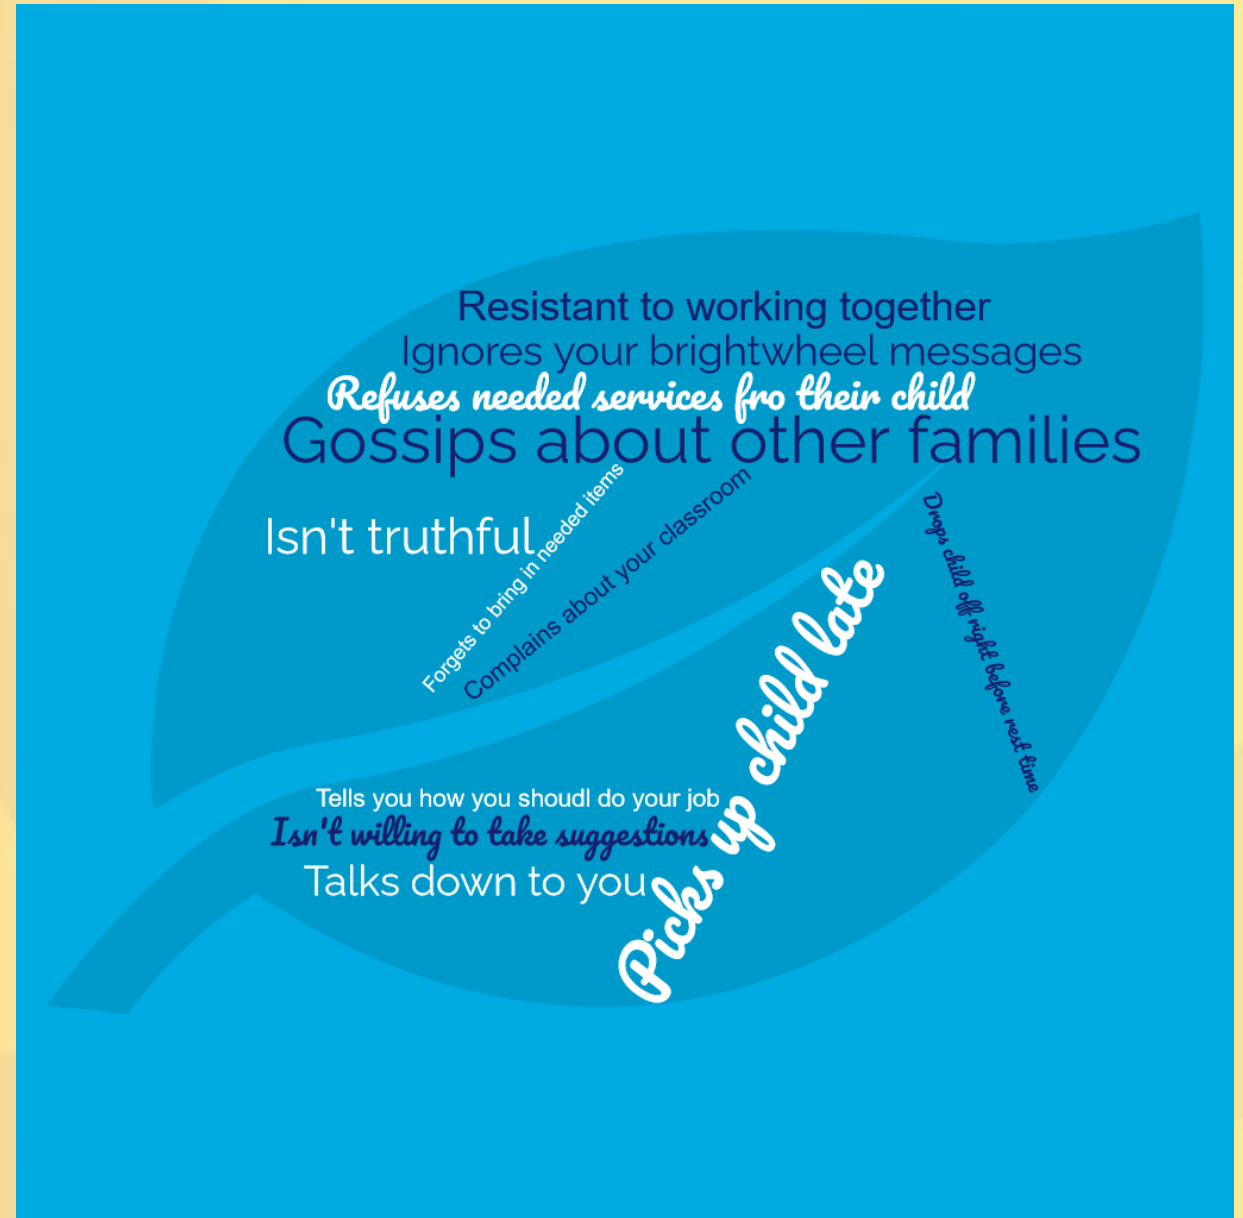 Resistant to working together
Ignores your brightwheel messages
Refuses needed services fro their child
Gossips about other families
Isn't truthful
Forgets to bring in needed items
Complains about your classroom
Drops child off right before rest time
Picks up child late
Tells you how you shoudl do your job
Isn't willing to take suggestions
Talks down to you